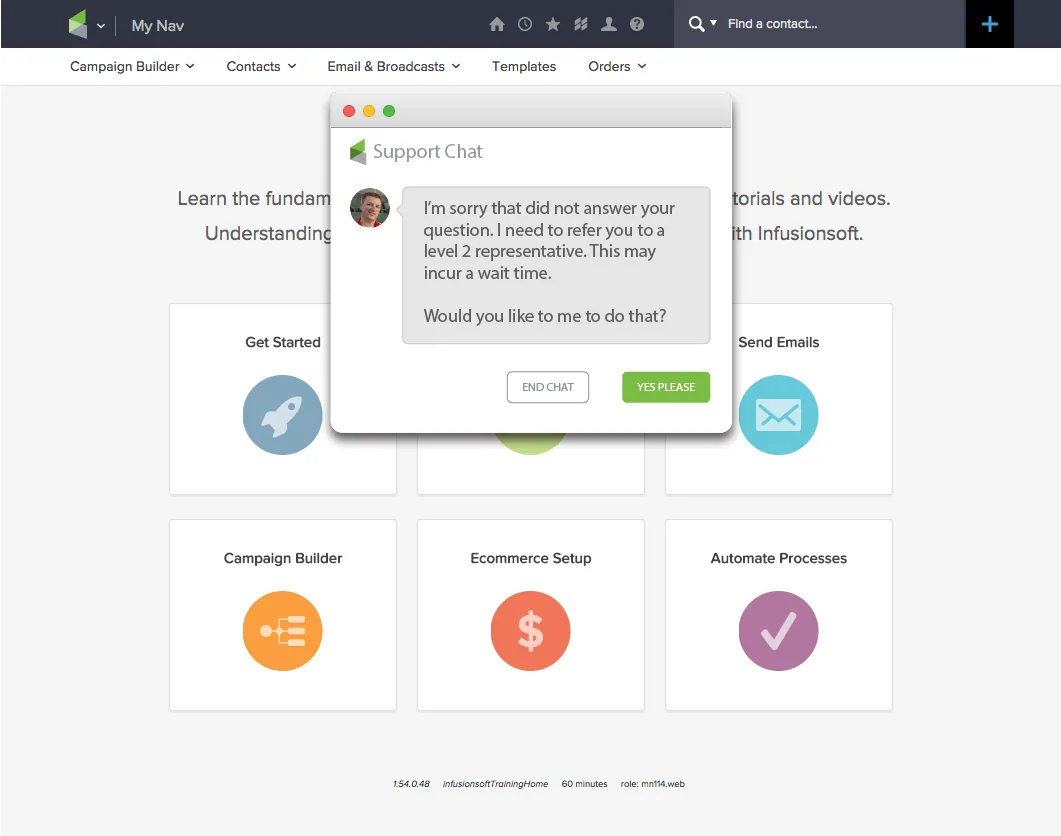 My Nav
Find a contact...
+
Campaign Builder
Contacts
Email & Broadcasts
Templates
Orders
Support Chat
I'm sorry that did not answer your
question. I need to refer you to a
level 2 representative. This may
incur a wait time.
Would you like to me to do that?
END CHAT
YES PLEASE
Learn the fundam
torials and videos.
Understanding
ith Infusionsoft.
Get Started
Send Emails
Campaign Builder
Ecommerce Setup
$
Automate Processes
1.54.0.48 infusionsoftTrainingHome 60 minutes role: mn114.web